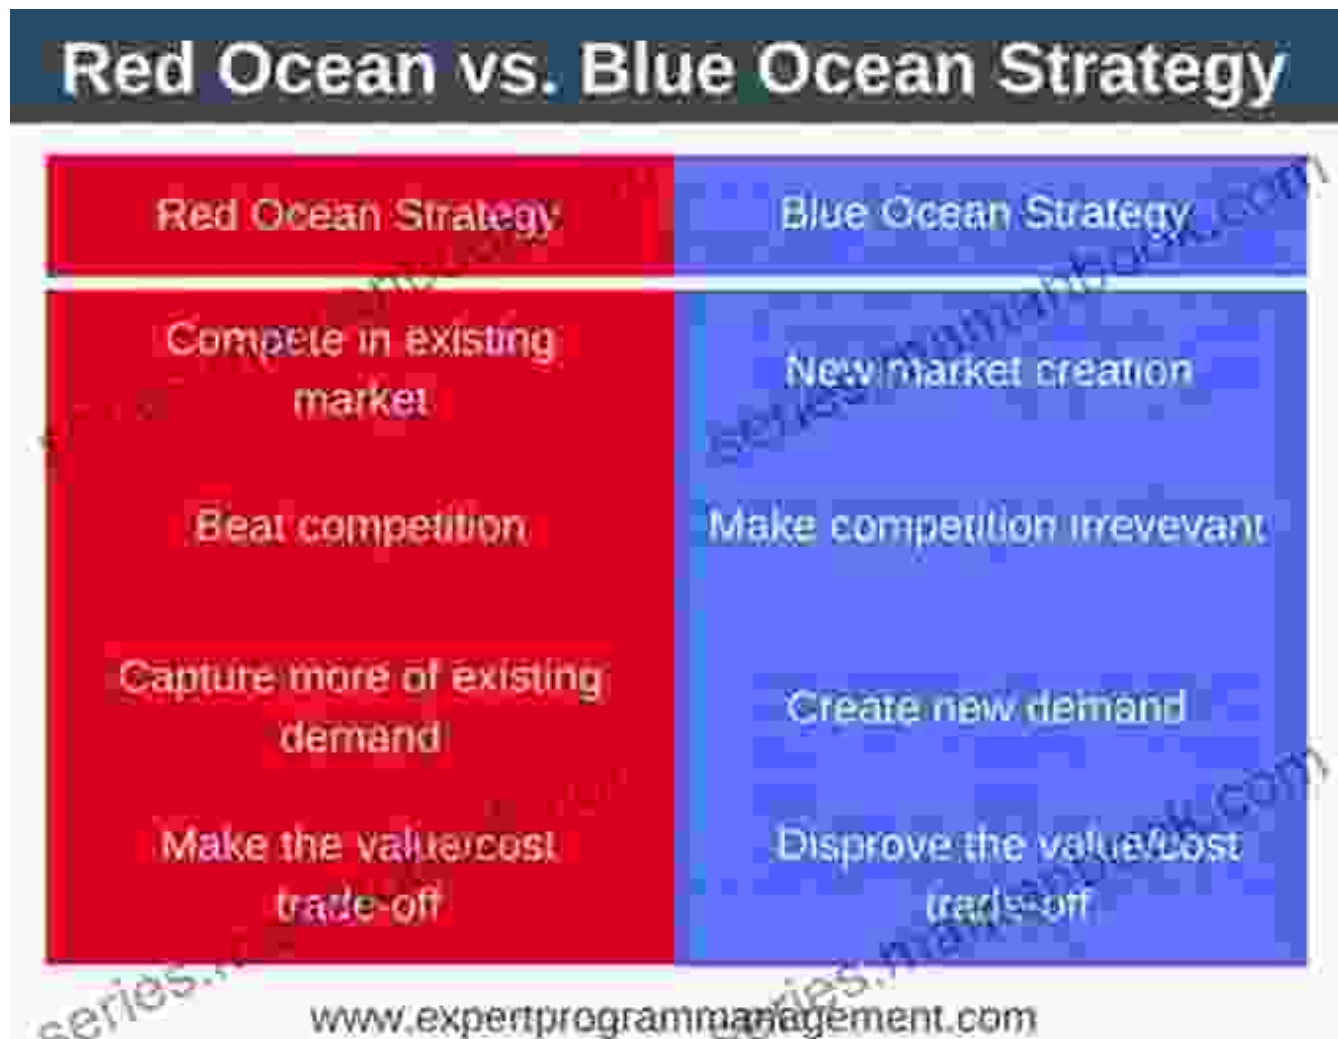 Red Ocean vs. Blue Ocean Strategy
Red Ocean Strategy
Blue Ocean Strategy
Compete in existing
market
New market creation
Beat competition
Make competition irrevevant
Capture more of existing
demand
Create new demand
Make the value/cost
trade-off
Disprove the value/cost
trade-off
www.expertprogrammanagement.com